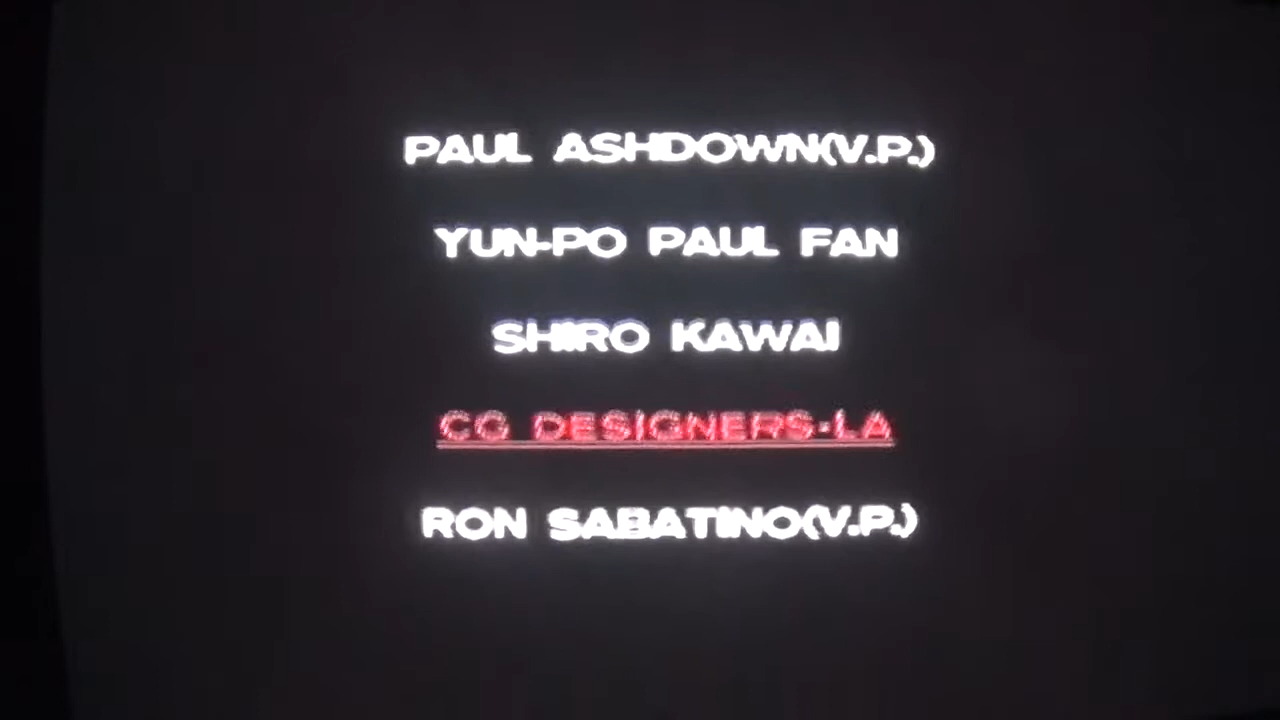 PAUL ASHDOWN(V.P.)
YUN-PO PAUL FAN
SHIRO KAWAI
CG DESIGNERS-LA
RON SABATINO(V.P.)